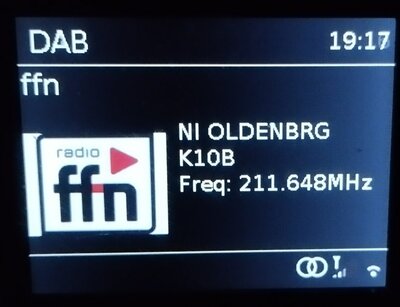 DAB 19:17
ffn
NI OLDENBRG
K10B
Freq: 211.648MHz
radio
ffn